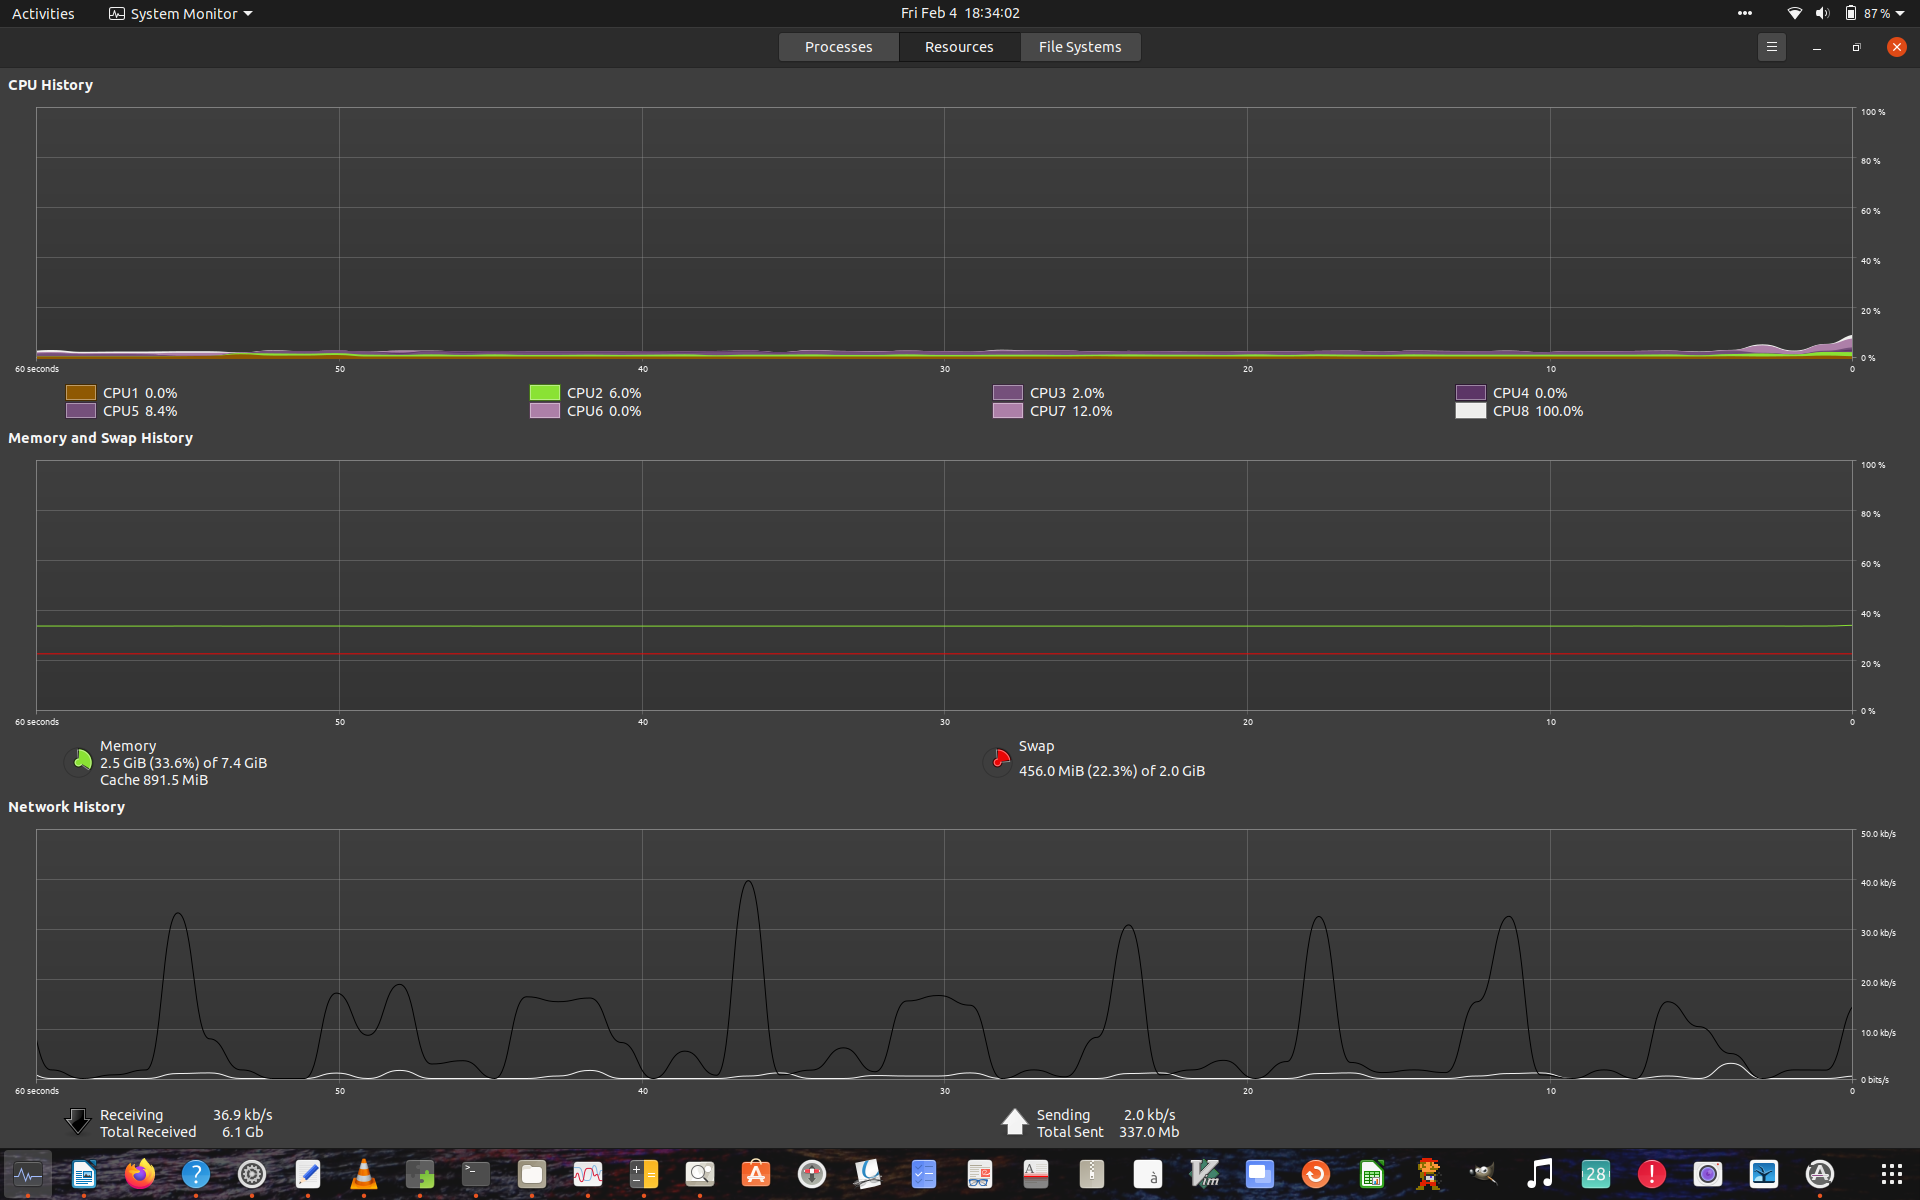 Activities System Monitor Fri Feb 4 18:34:02 87 %
Processes Resources File Systems
CPU History
100 %
80 %
60 %
40 %
20 %
0 %
60 seconds 50 40 30 20 10 0
CPU1 0.0% CPU2 6.0% CPU3 2.0% CPU4 0.0%
CPU5 8.4% CPU6 0.0% CPU7 12.0% CPU8 100.0%
Memory and Swap History
100 %
80 %
60 %
40 %
20 %
0 %
60 seconds 50 40 30 20 10 0
Memory
2.5 GiB (33.6%) of 7.4 GiB
Cache 891.5 MiB
Swap
456.0 MiB (22.3%) of 2.0 GiB
Network History
50.0 kb/s
40.0 kb/s
30.0 kb/s
20.0 kb/s
10.0 kb/s
0 bits/s
60 seconds 50 40 30 20 10 0
Receiving 36.9 kb/s
Total Received 6.1 Gb
Sending 2.0 kb/s
Total Sent 337.0 Mb
? >_ A A à Vim 28 !